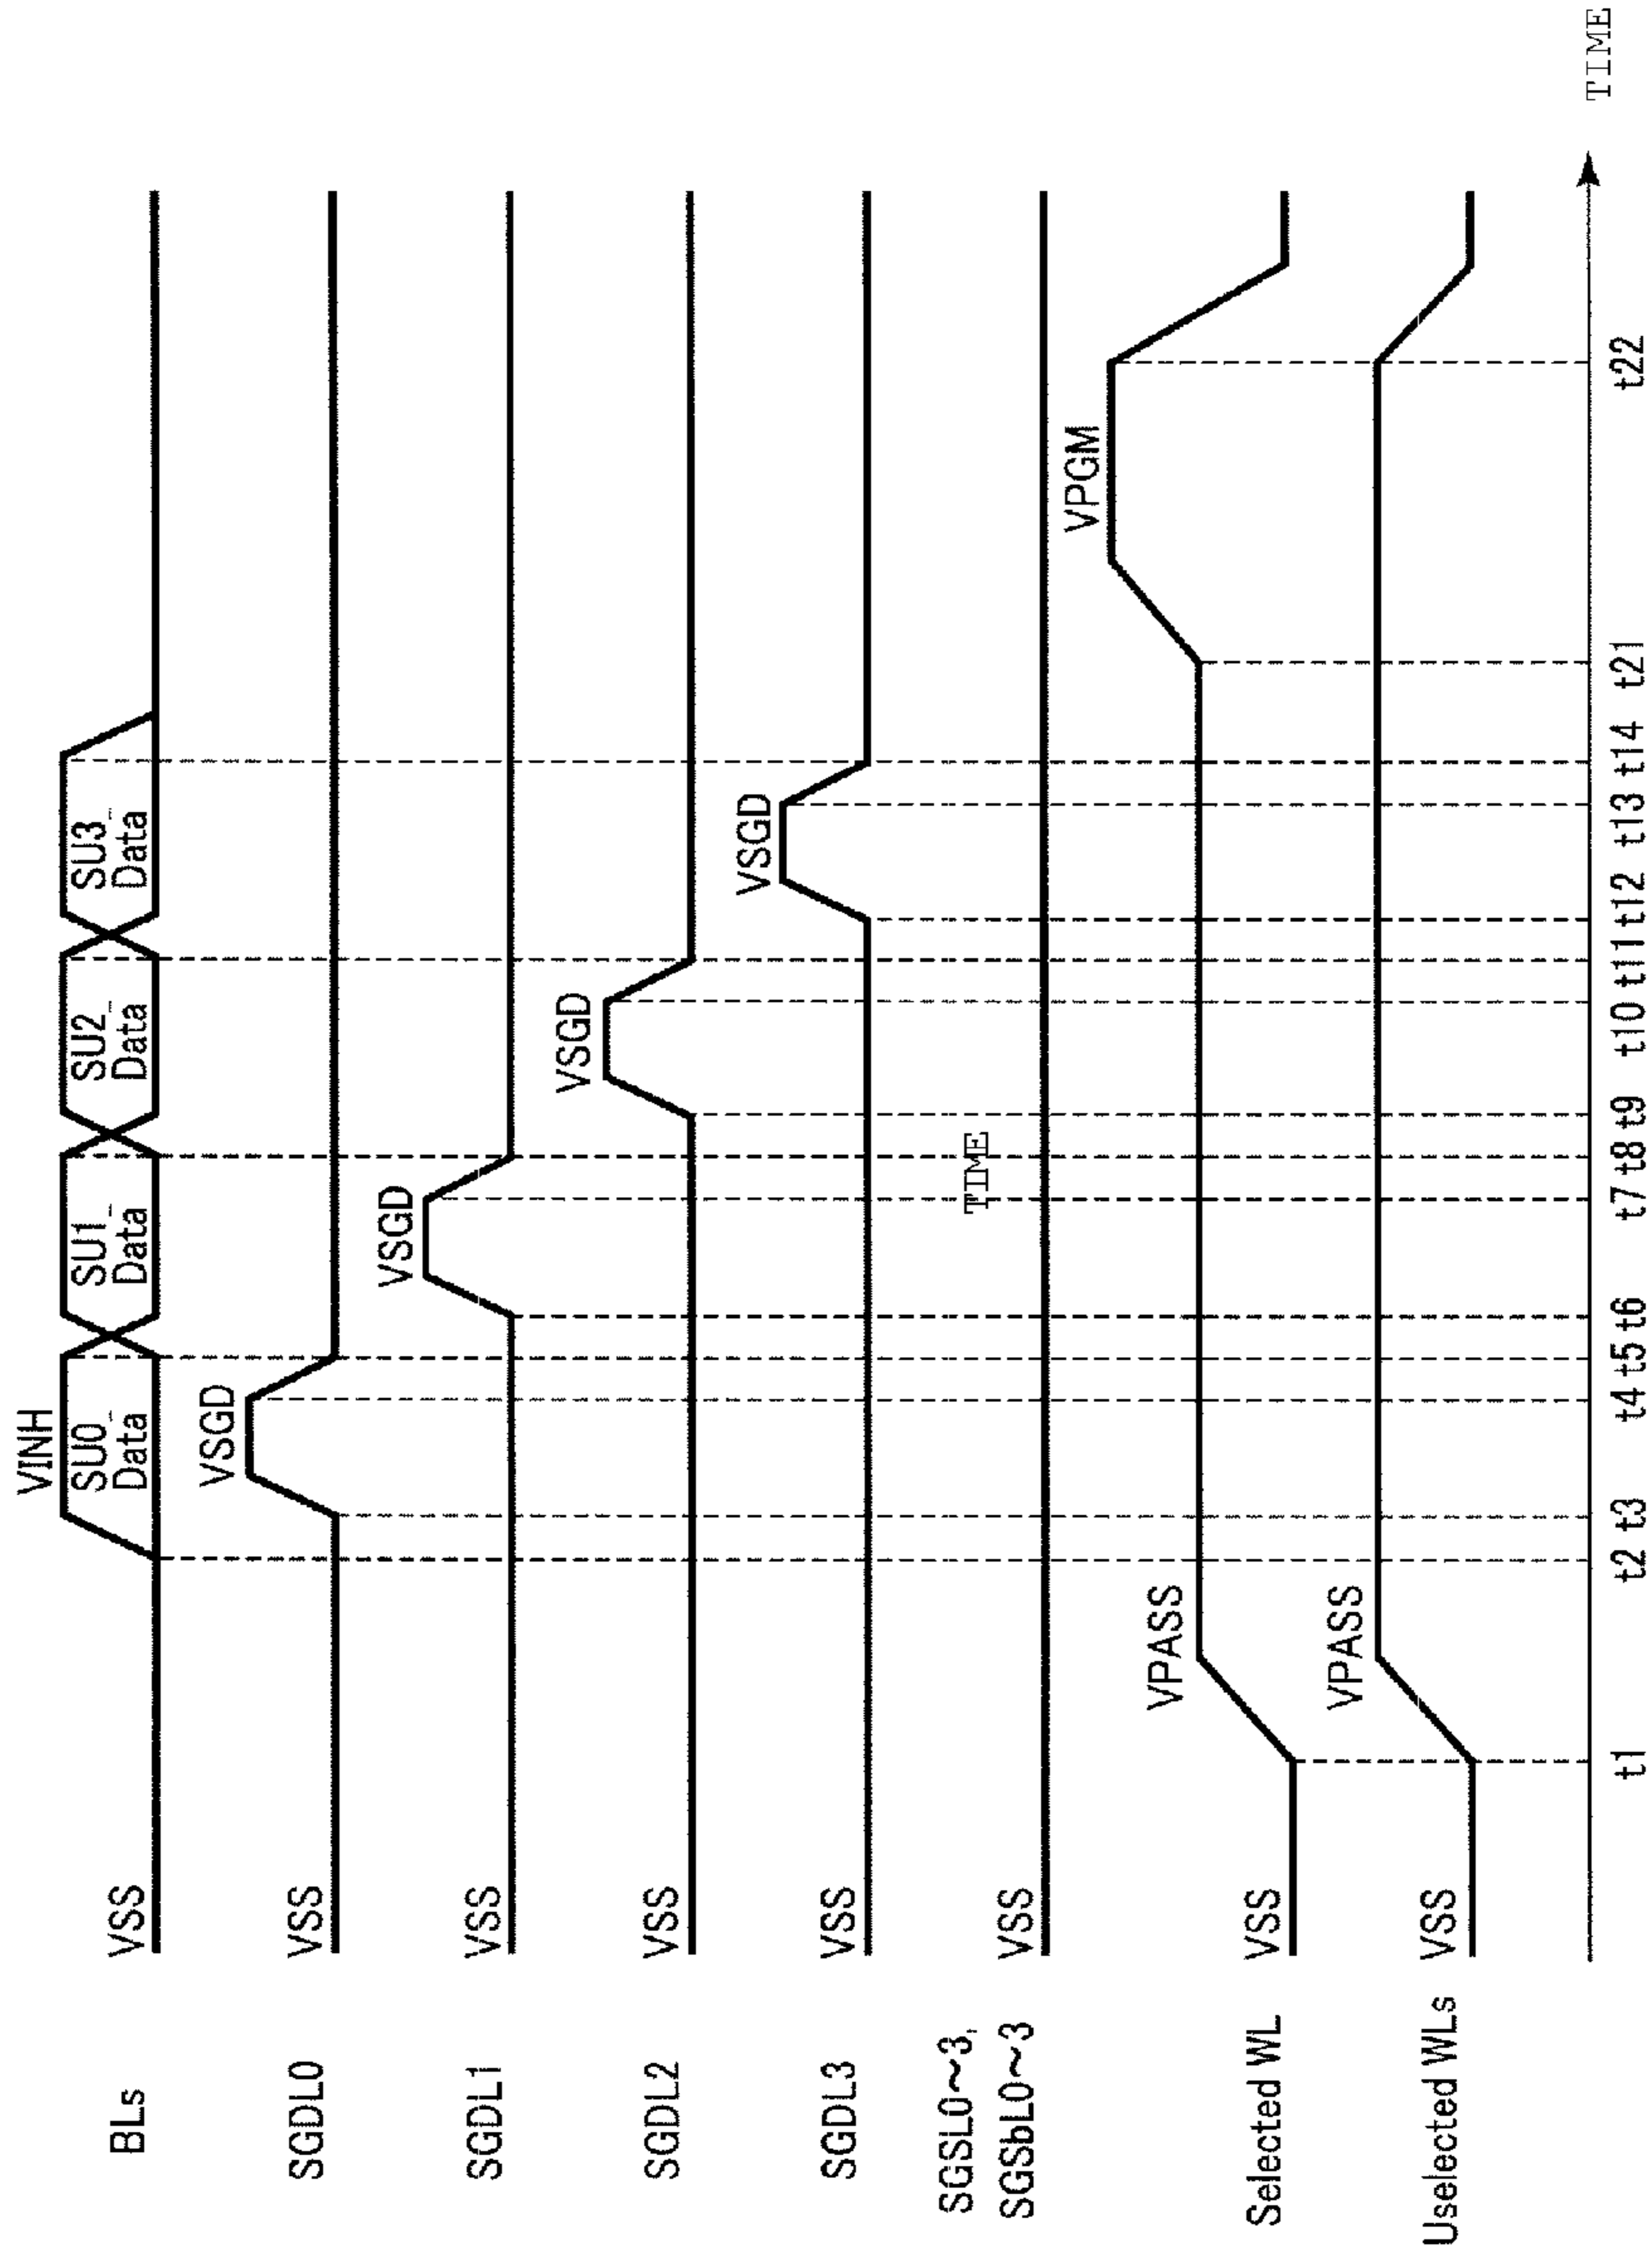 BLs
VSS
VINH
SU0_
Data
SU1_
Data
SU2_
Data
SU3_
Data
SGDL0
VSS
VSGD
SGDL1
VSS
VSGD
SGDL2
VSS
VSGD
SGDL3
VSS
VSGD
SGSL0~3,
SGSbL0~3
VSS
TIME
Selected WL
VSS
VPASS
VPGM
Uselected WLs
VSS
VPASS
t1 t2 t3 t4 t5 t6 t7 t8 t9 t10 t11 t12 t13 t14 t21 t22
TIME